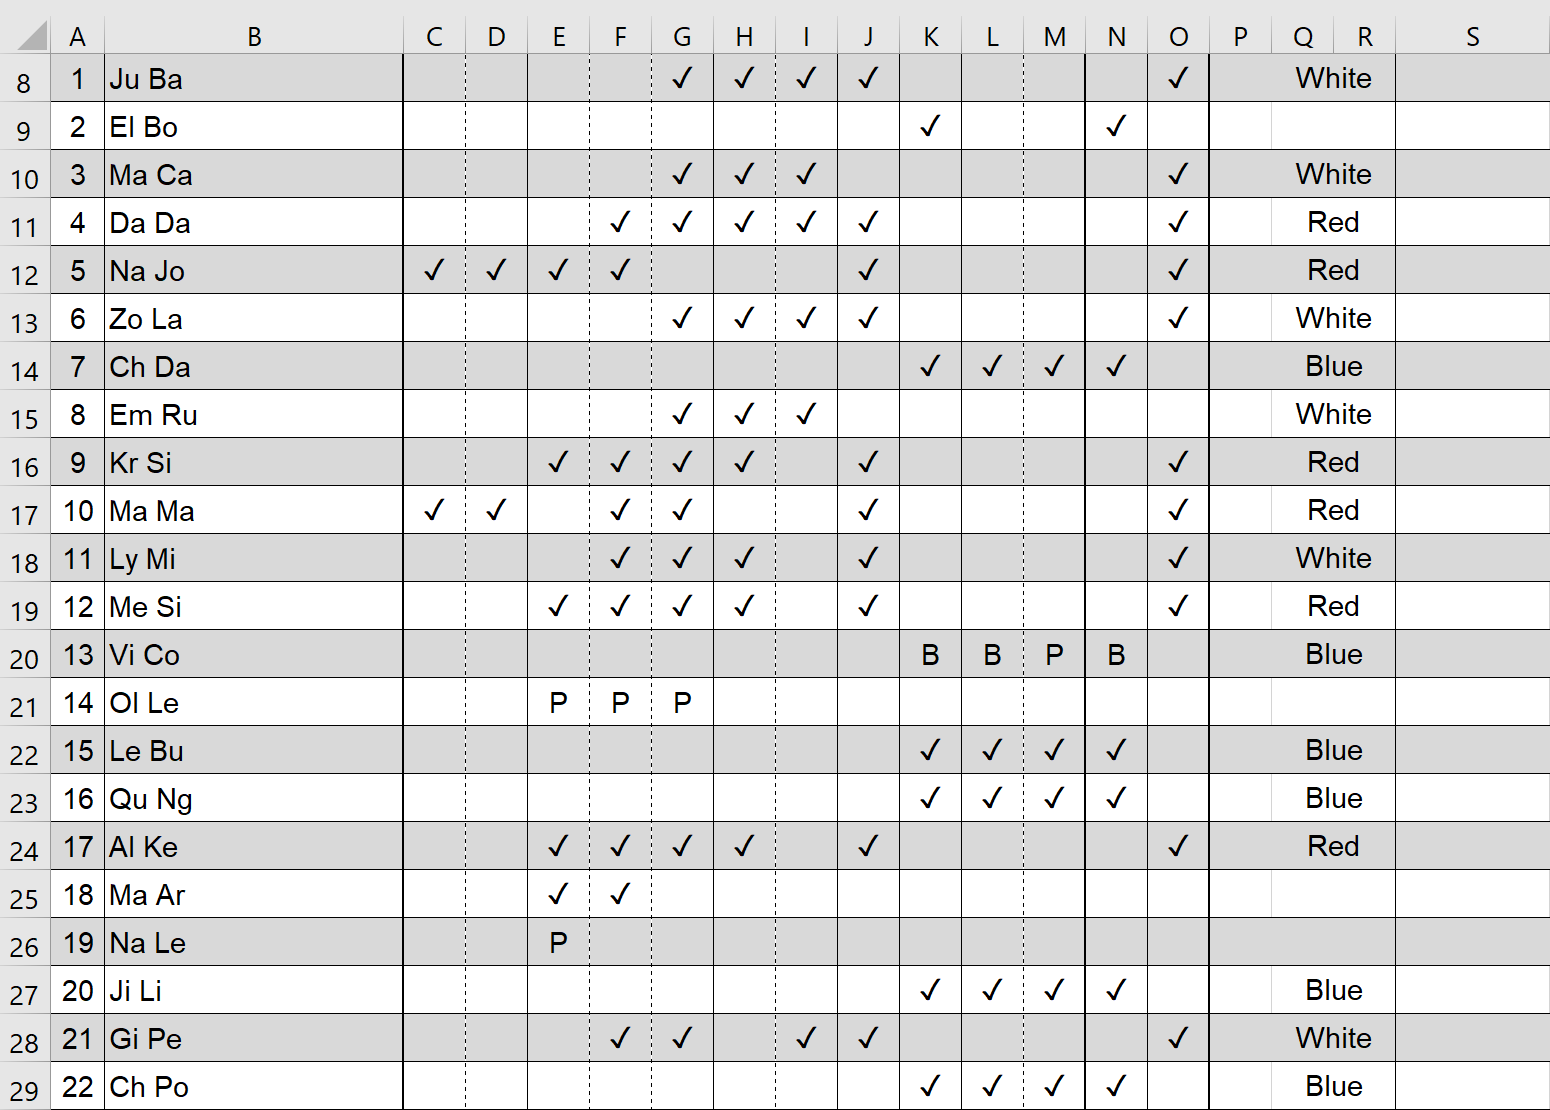 A B C D E F G H I J K L M N O P Q R S
8 1 Ju Ba ✓ ✓ ✓ ✓ ✓ White
9 2 El Bo ✓ ✓
10 3 Ma Ca ✓ ✓ ✓ ✓ White
11 4 Da Da ✓ ✓ ✓ ✓ ✓ ✓ Red
12 5 Na Jo ✓ ✓ ✓ ✓ ✓ ✓ Red
13 6 Zo La ✓ ✓ ✓ ✓ ✓ White
14 7 Ch Da ✓ ✓ ✓ ✓ Blue
15 8 Em Ru ✓ ✓ ✓ White
16 9 Kr Si ✓ ✓ ✓ ✓ ✓ ✓ Red
17 10 Ma Ma ✓ ✓ ✓ ✓ ✓ ✓ Red
18 11 Ly Mi ✓ ✓ ✓ ✓ ✓ White
19 12 Me Si ✓ ✓ ✓ ✓ ✓ ✓ Red
20 13 Vi Co B B P B Blue
21 14 Ol Le P P P
22 15 Le Bu ✓ ✓ ✓ ✓ Blue
23 16 Qu Ng ✓ ✓ ✓ ✓ Blue
24 17 Al Ke ✓ ✓ ✓ ✓ ✓ ✓ Red
25 18 Ma Ar ✓ ✓
26 19 Na Le P
27 20 Ji Li ✓ ✓ ✓ ✓ Blue
28 21 Gi Pe ✓ ✓ ✓ ✓ ✓ White
29 22 Ch Po ✓ ✓ ✓ ✓ Blue